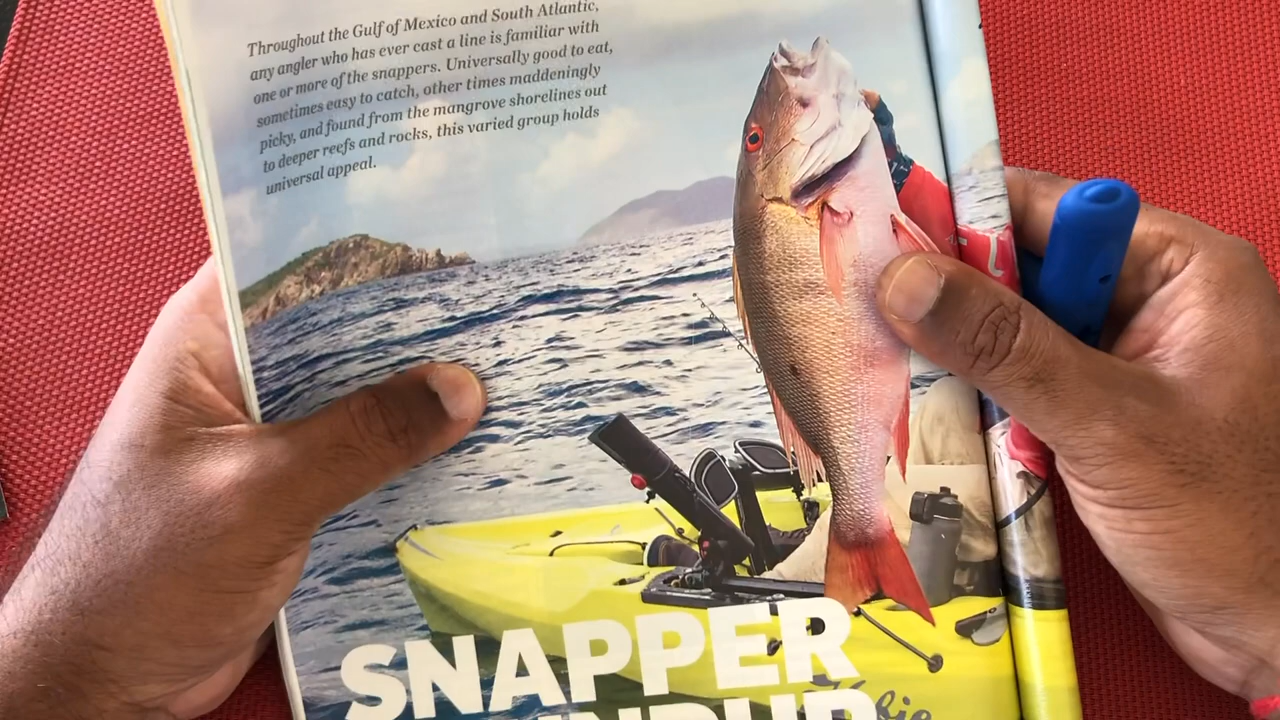 Throughout the Gulf of Mexico and South Atlantic,
any angler who has ever cast a line is familiar with
one or more of the snappers. Universally good to eat,
sometimes easy to catch, other times maddeningly
picky, and found from the mangrove shorelines out
to deeper reefs and rocks, this varied group holds
universal appeal.
SNAPPER